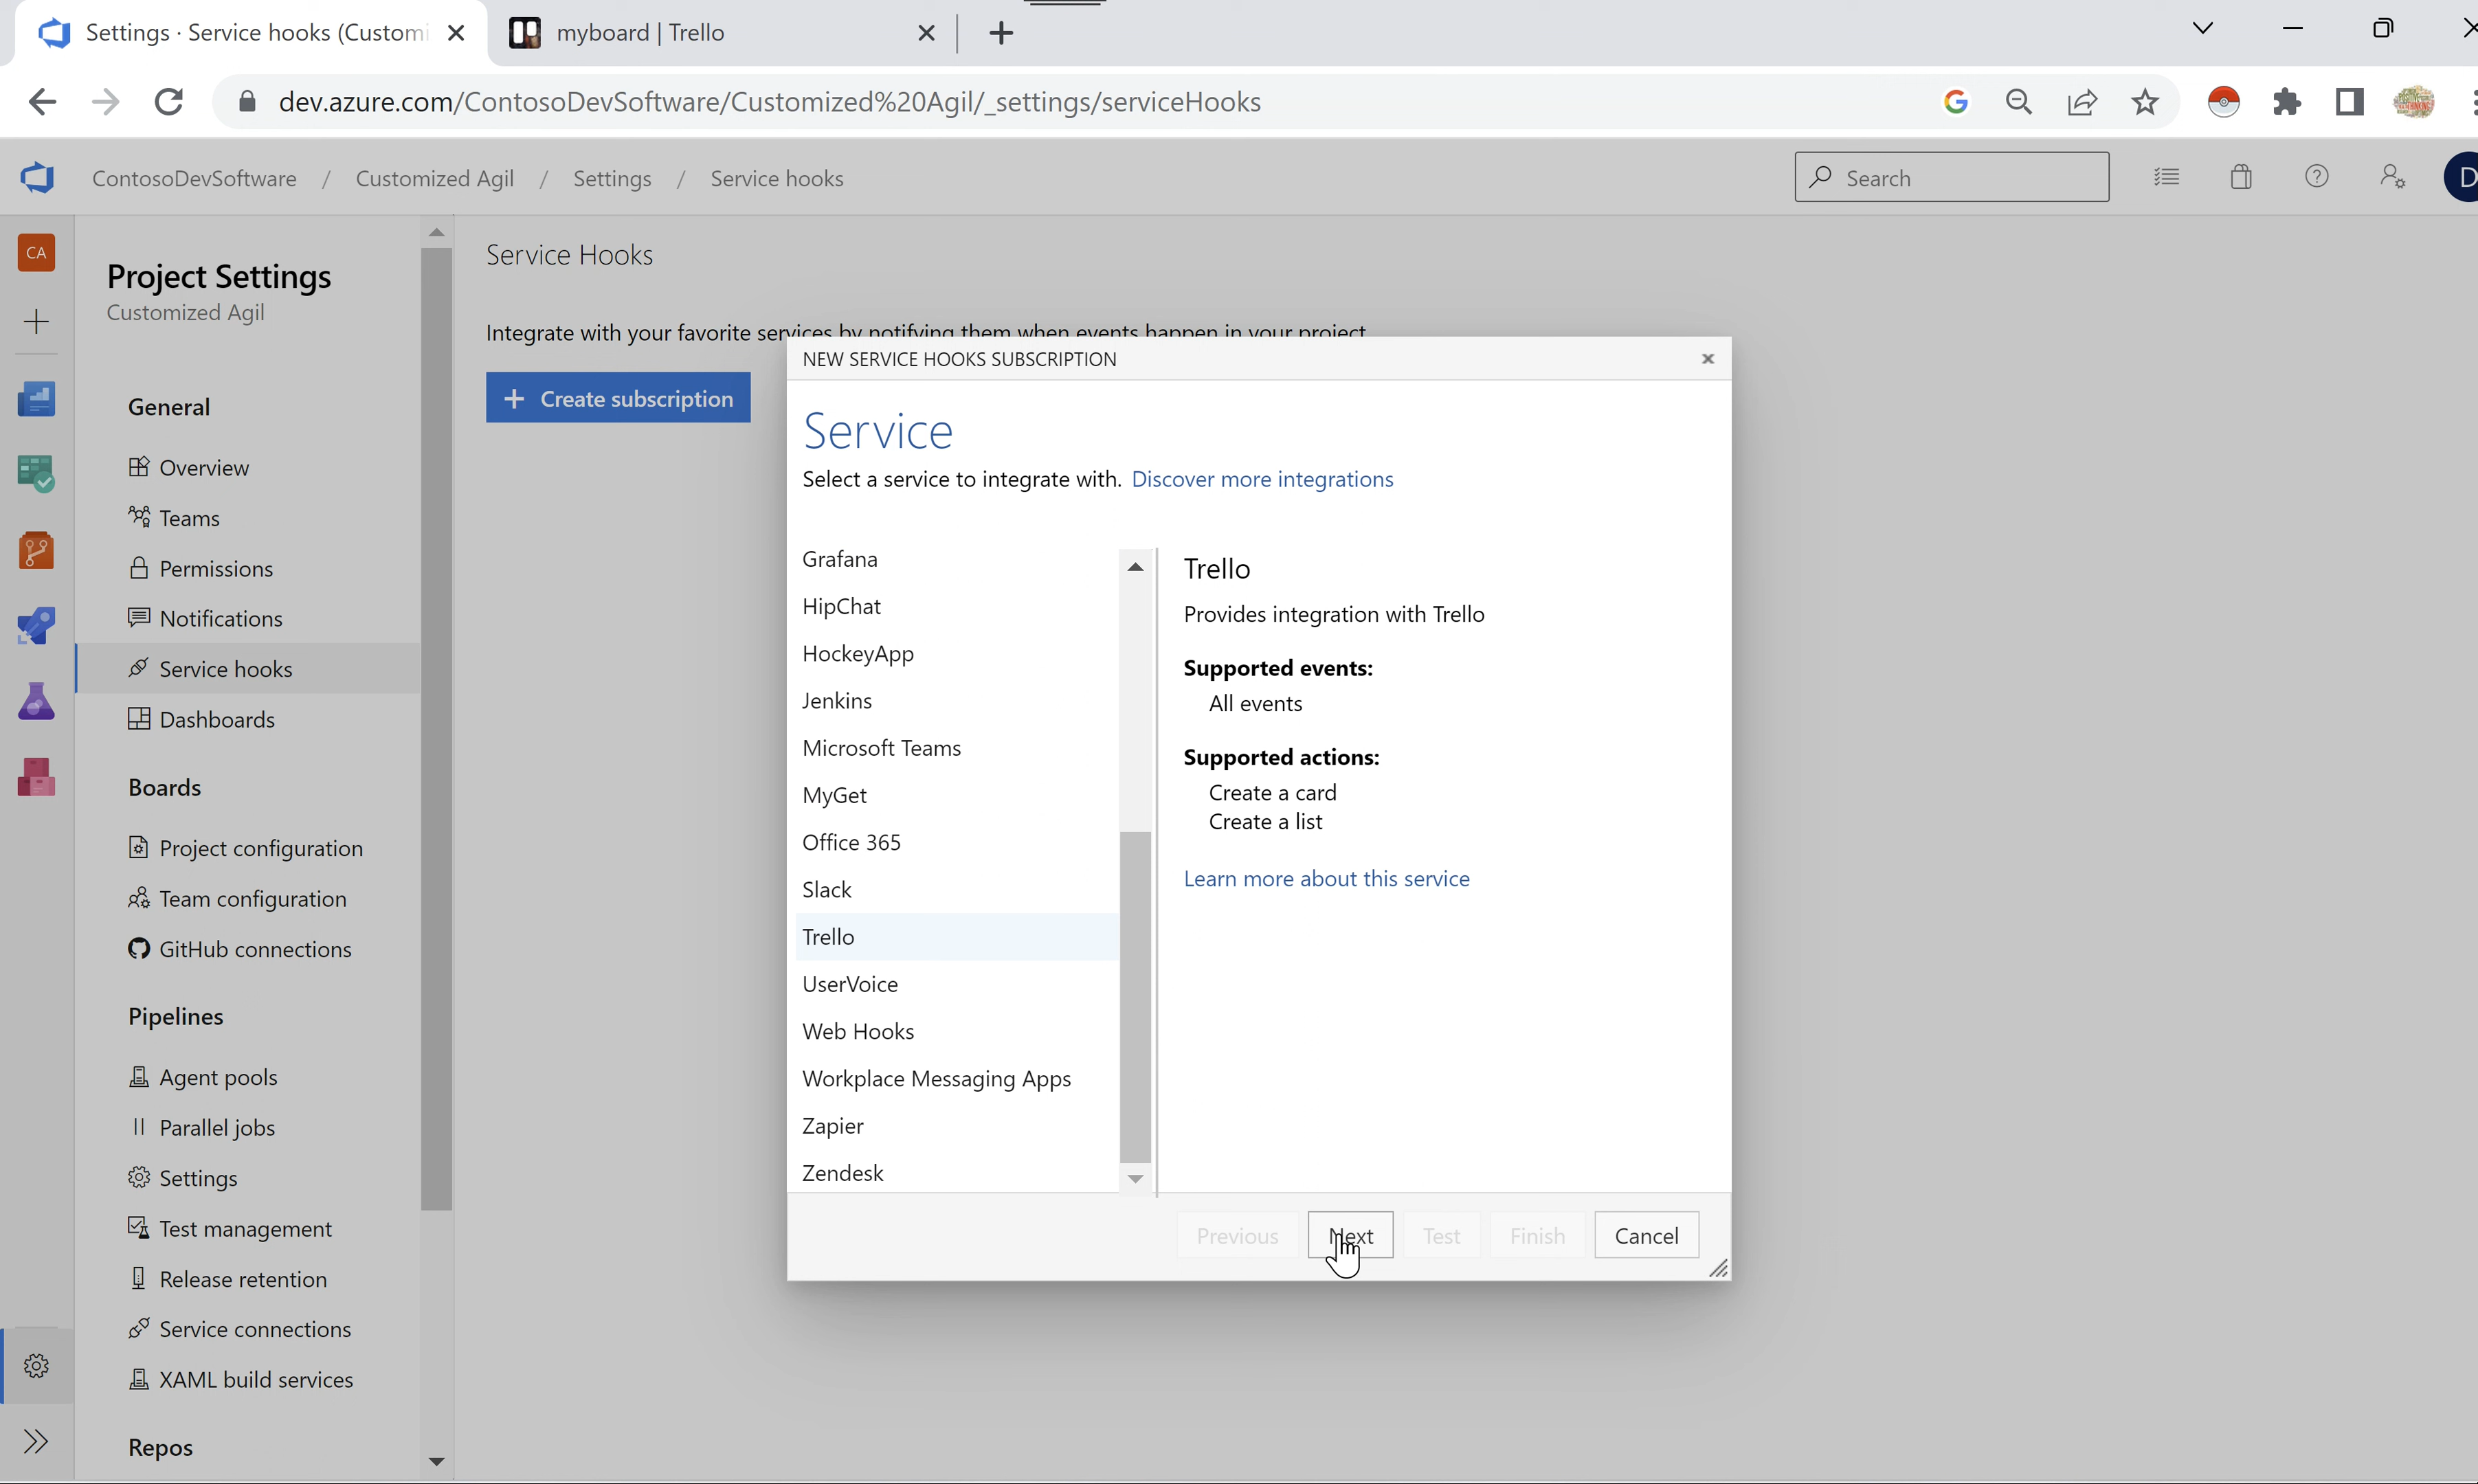 Settings · Service hooks (Customi
myboard | Trello
dev.azure.com/ContosoDevSoftware/Customized%20Agil/_settings/serviceHooks
ContosoDevSoftware / Customized Agil / Settings / Service hooks
Search
D
CA
Project Settings
Customized Agil
General
Overview
Teams
Permissions
Notifications
Service hooks
Dashboards
Boards
Project configuration
Team configuration
GitHub connections
Pipelines
Agent pools
Parallel jobs
Settings
Test management
Release retention
Service connections
XAML build services
Repos
Service Hooks
Integrate with your favorite services by notifying them when events happen in your project
+ Create subscription
NEW SERVICE HOOKS SUBSCRIPTION
Service
Select a service to integrate with. Discover more integrations
Grafana
HipChat
HockeyApp
Jenkins
Microsoft Teams
MyGet
Office 365
Slack
Trello
UserVoice
Web Hooks
Workplace Messaging Apps
Zapier
Zendesk
Trello
Provides integration with Trello
Supported events:
All events
Supported actions:
Create a card
Create a list
Learn more about this service
Previous
Next
Test
Finish
Cancel